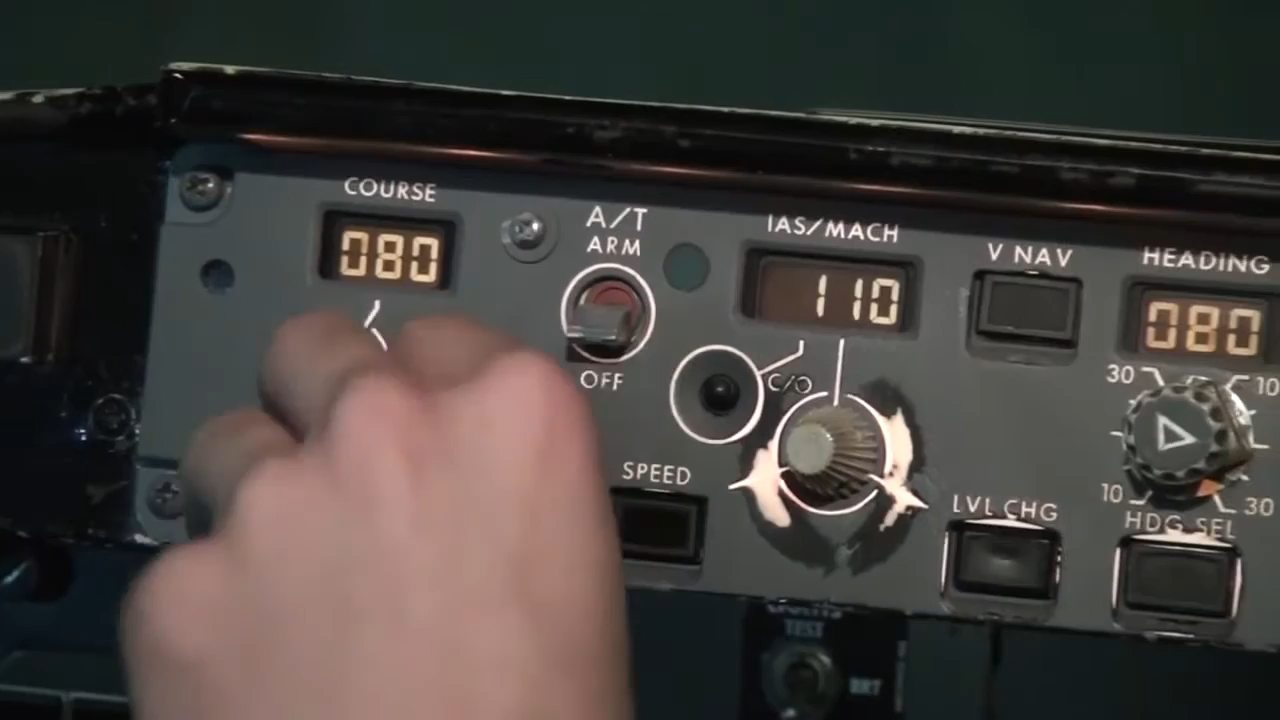 COURSE
080
A/T
ARM
OFF
IAS/MACH
110
C/O
SPEED
V NAV
LVL CHG
HEADING
080
30
10
10
30
HDG SEL
TEST
BRT